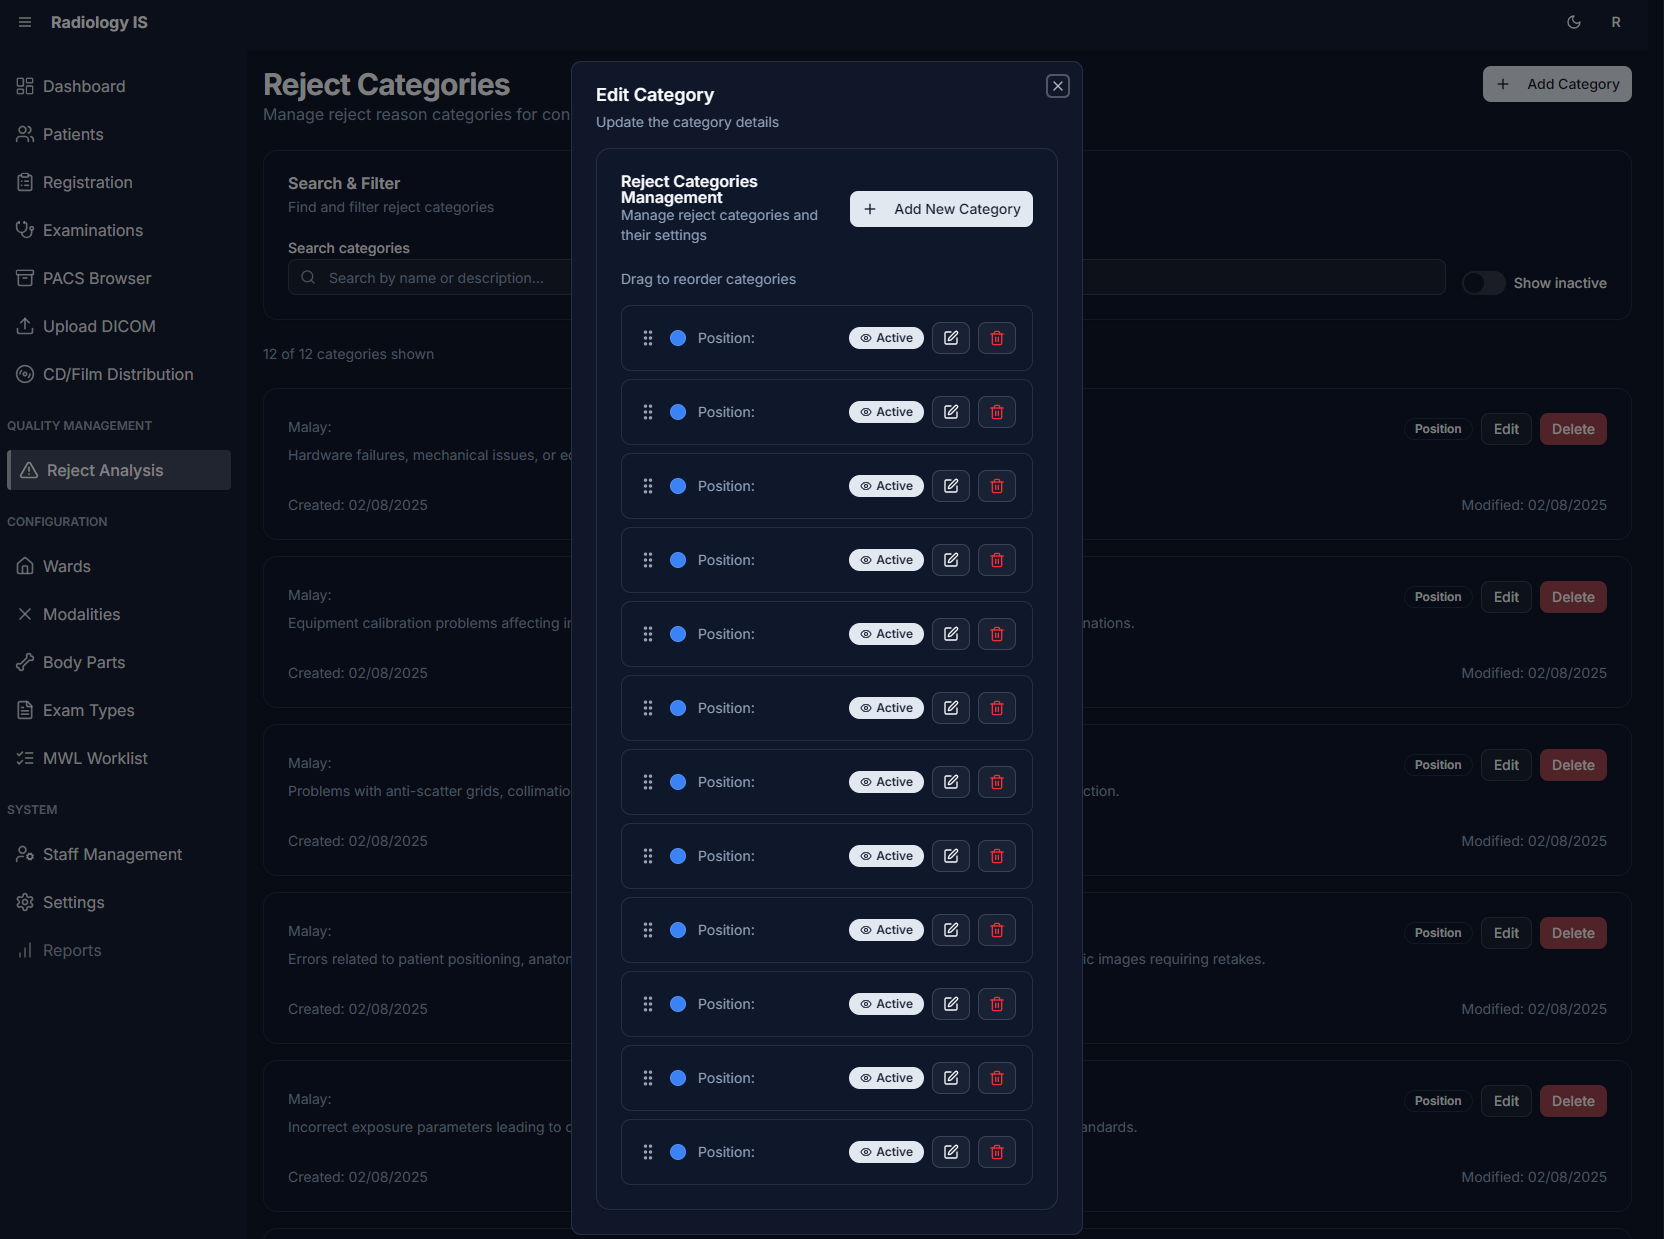 Radiology IS
R
Dashboard
Patients
Registration
Examinations
PACS Browser
Upload DICOM
CD/Film Distribution
QUALITY MANAGEMENT
Reject Analysis
CONFIGURATION
Wards
Modalities
Body Parts
Exam Types
MWL Worklist
SYSTEM
Staff Management
Settings
Reports
Reject Categories
Manage reject reason categories for con
Add Category
Search & Filter
Find and filter reject categories
Search categories
Search by name or description...
Show inactive
12 of 12 categories shown
Malay:
Position
Edit
Delete
Hardware failures, mechanical issues, or
Created: 02/08/2025
Modified: 02/08/2025
Malay:
Position
Edit
Delete
Equipment calibration problems affecting
nations.
Created: 02/08/2025
Modified: 02/08/2025
Malay:
Position
Edit
Delete
Problems with anti-scatter grids, collimatio
ction.
Created: 02/08/2025
Modified: 02/08/2025
Malay:
Position
Edit
Delete
Errors related to patient positioning, anator
ic images requiring retakes.
Created: 02/08/2025
Modified: 02/08/2025
Malay:
Position
Edit
Delete
Incorrect exposure parameters leading to
andards.
Created: 02/08/2025
Modified: 02/08/2025
Edit Category
Update the category details
Reject Categories
Management
Manage reject categories and
their settings
Add New Category
Drag to reorder categories
Position: Active
Position: Active
Position: Active
Position: Active
Position: Active
Position: Active
Position: Active
Position: Active
Position: Active
Position: Active
Position: Active
Position: Active